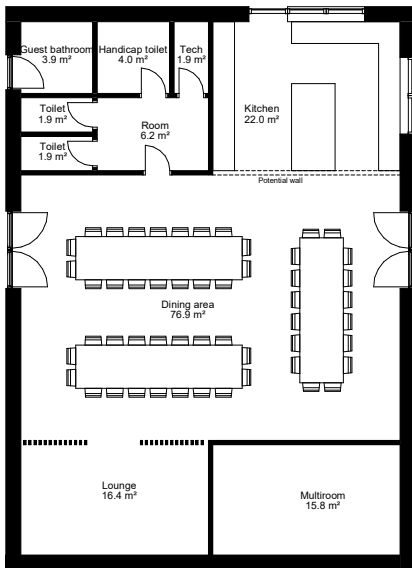 Guest bathroom
3.9 m²
Handicap toilet
4.0 m²
Tech
1.9 m²
Toilet
1.9 m²
Toilet
1.9 m²
Room
6.2 m²
Kitchen
22.0 m²
Potential wall
Dining area
76.9 m²
Lounge
16.4 m²
Multiroom
15.8 m²